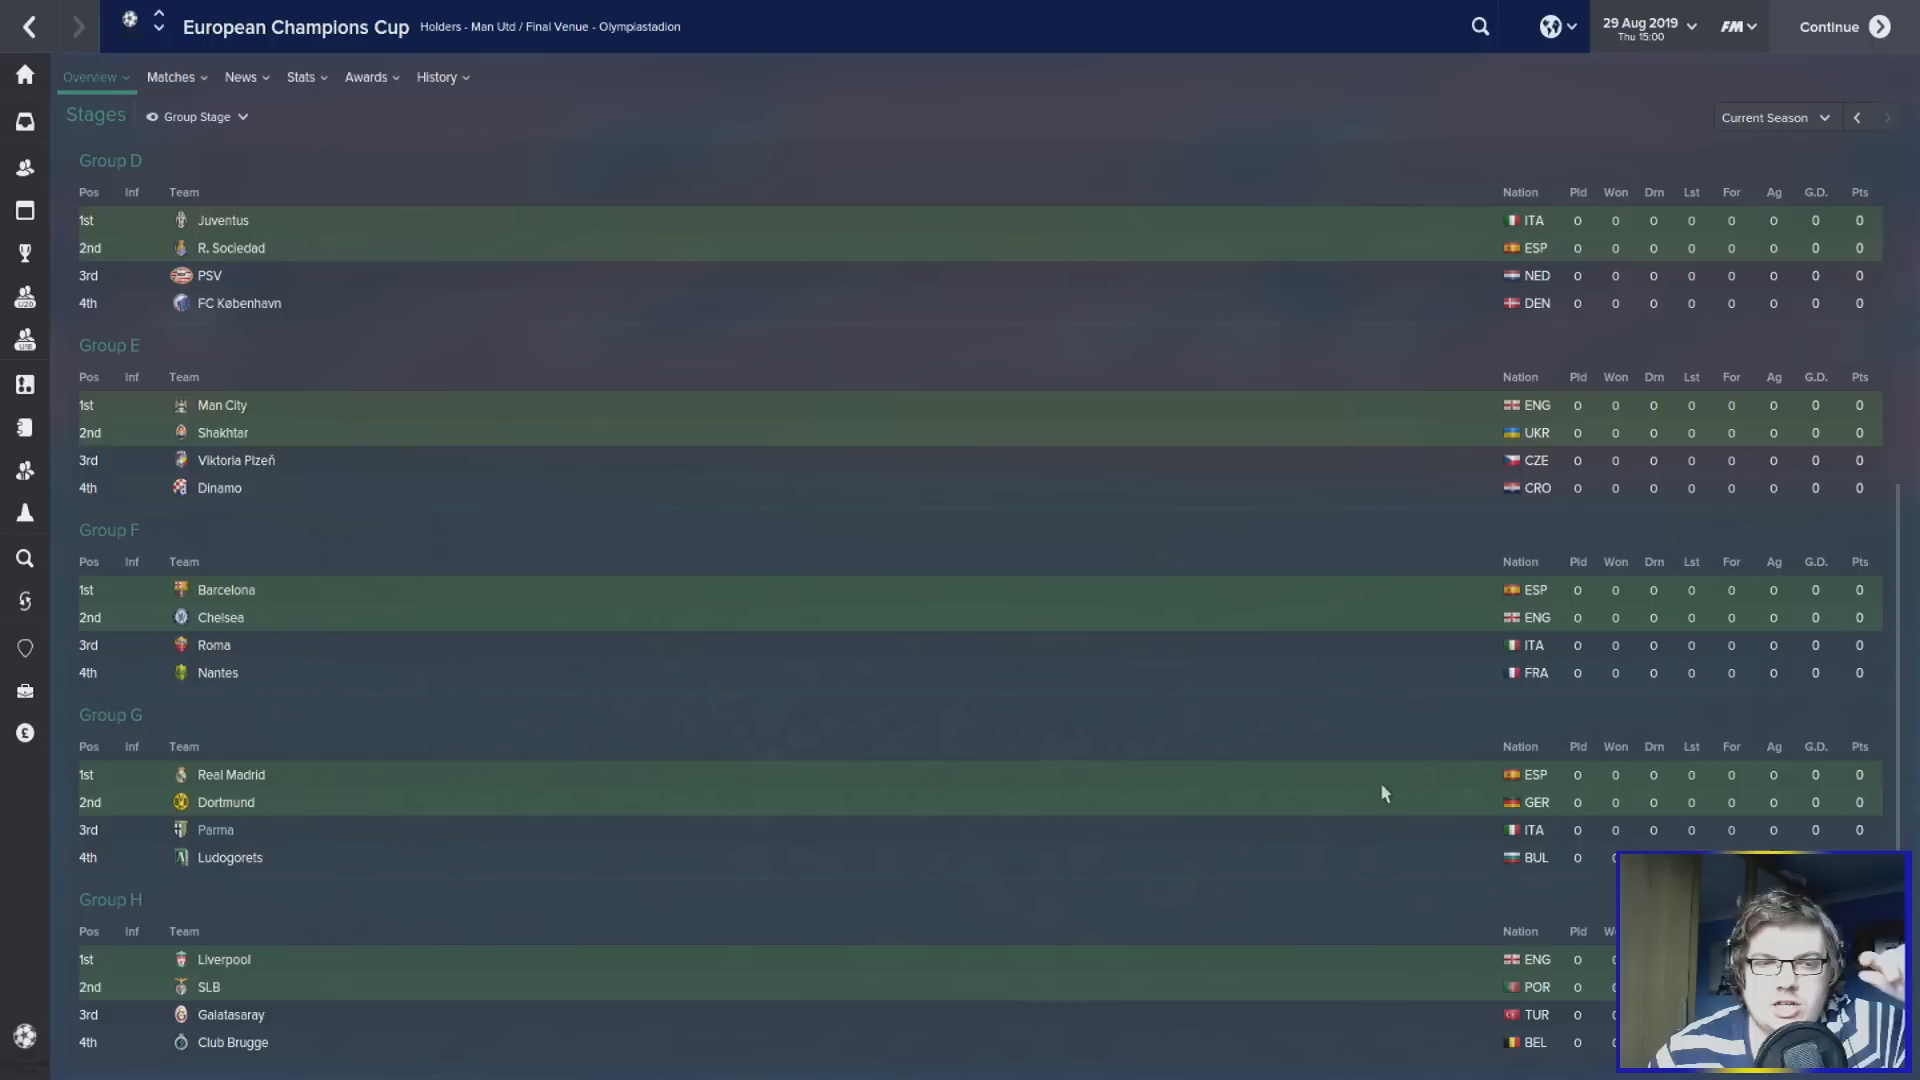 European Champions Cup Holders - Man Utd / Final Venue - Olympiastadion
29 Aug 2019
Thu 15:00
FM
Continue
Overview Matches News Stats Awards History
Stages Group Stage Current Season
Group D
Pos Inf Team Nation Pld Won Drn Lst For Ag G.D. Pts
1st Juventus ITA 0 0 0 0 0 0 0 0
2nd R. Sociedad ESP 0 0 0 0 0 0 0 0
3rd PSV NED 0 0 0 0 0 0 0 0
4th FC København DEN 0 0 0 0 0 0 0 0
Group E
Pos Inf Team Nation Pld Won Drn Lst For Ag G.D. Pts
1st Man City ENG 0 0 0 0 0 0 0 0
2nd Shakhtar UKR 0 0 0 0 0 0 0 0
3rd Viktoria Plzeň CZE 0 0 0 0 0 0 0 0
4th Dinamo CRO 0 0 0 0 0 0 0 0
Group F
Pos Inf Team Nation Pld Won Drn Lst For Ag G.D. Pts
1st Barcelona ESP 0 0 0 0 0 0 0 0
2nd Chelsea ENG 0 0 0 0 0 0 0 0
3rd Roma ITA 0 0 0 0 0 0 0 0
4th Nantes FRA 0 0 0 0 0 0 0 0
Group G
Pos Inf Team Nation Pld Won Drn Lst For Ag G.D. Pts
1st Real Madrid ESP 0 0 0 0 0 0 0 0
2nd Dortmund GER 0 0 0 0 0 0 0 0
3rd Parma ITA 0 0 0 0 0 0 0 0
4th Ludogorets BUL 0
Group H
Pos Inf Team Nation Pld
1st Liverpool ENG 0
2nd SLB POR 0
3rd Galatasaray TUR 0
4th Club Brugge BEL 0